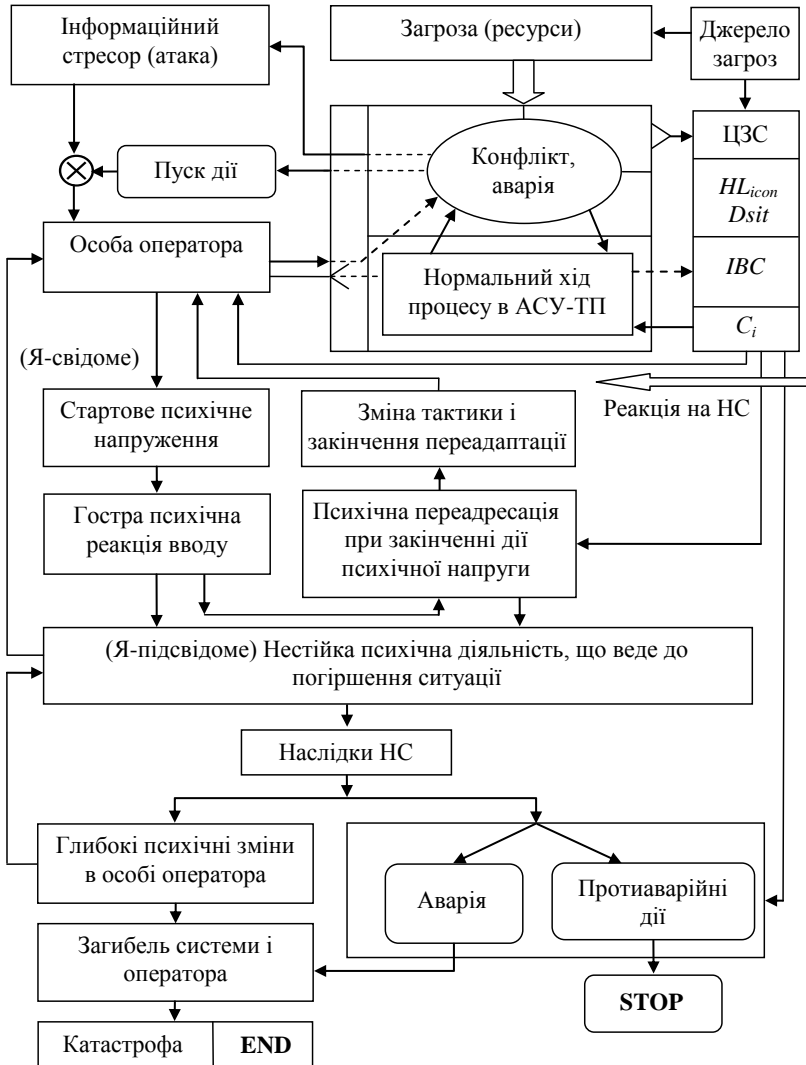 Інформаційний
стресор (атака)
Загроза (ресурси)
Джерело
загроз
Пуск дії
Конфлікт,
аварія
ЦЗС
HLicon
Dsit
IBC
Ci
Особа оператора
Нормальний хід
процесу в АСУ-ТП
(Я-свідоме)
Стартове психічне
напруження
Зміна тактики і
закінчення переадаптації
Реакція на НС
Гостра психічна
реакція вводу
Психічна переадресація
при закінченні дії
психічної напруги
(Я-підсвідоме) Нестійка психічна діяльність, що веде до
погіршення ситуації
Наслідки НС
Глибокі психічні зміни
в особі оператора
Аварія
Протиаварійні
дії
Загибель системи і
оператора
STOP
Катастрофа
END